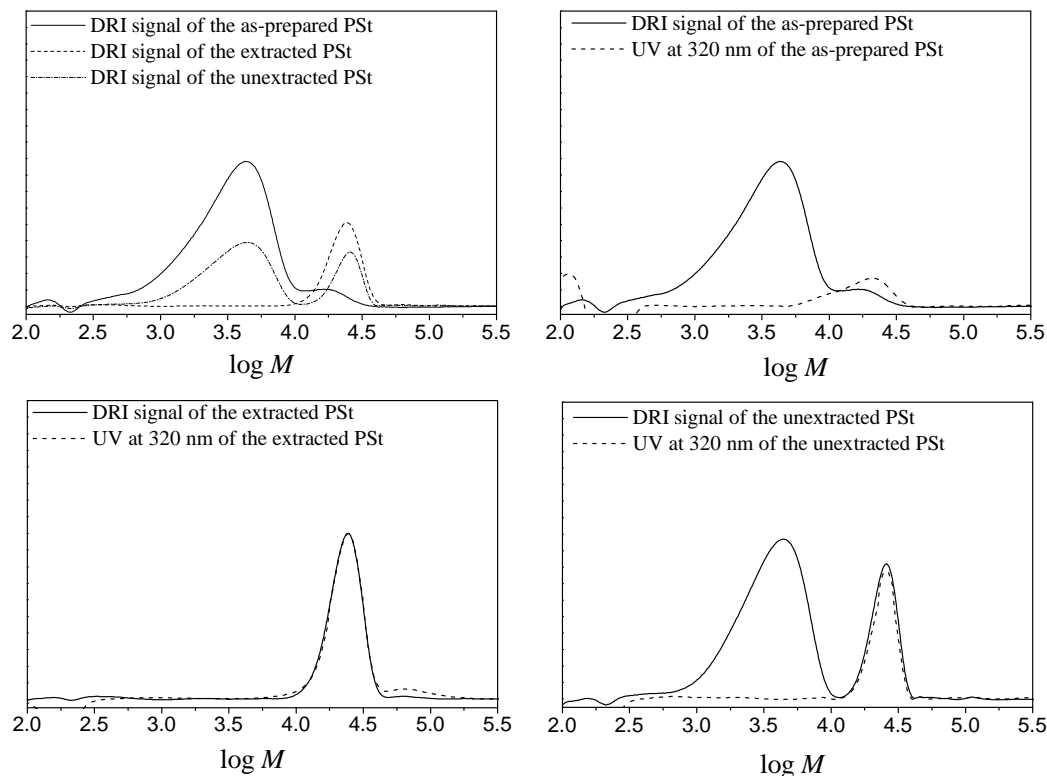 DRI signal of the as-prepared PSt
DRI signal of the extracted PSt
DRI signal of the unextracted PSt
2.0 2.5 3.0 3.5 4.0 4.5 5.0 5.5
log M
DRI signal of the as-prepared PSt
UV at 320 nm of the as-prepared PSt
2.0 2.5 3.0 3.5 4.0 4.5 5.0 5.5
log M
DRI signal of the extracted PSt
UV at 320 nm of the extracted PSt
2.0 2.5 3.0 3.5 4.0 4.5 5.0 5.5
log M
DRI signal of the unextracted PSt
UV at 320 nm of the unextracted PSt
2.0 2.5 3.0 3.5 4.0 4.5 5.0 5.5
log M